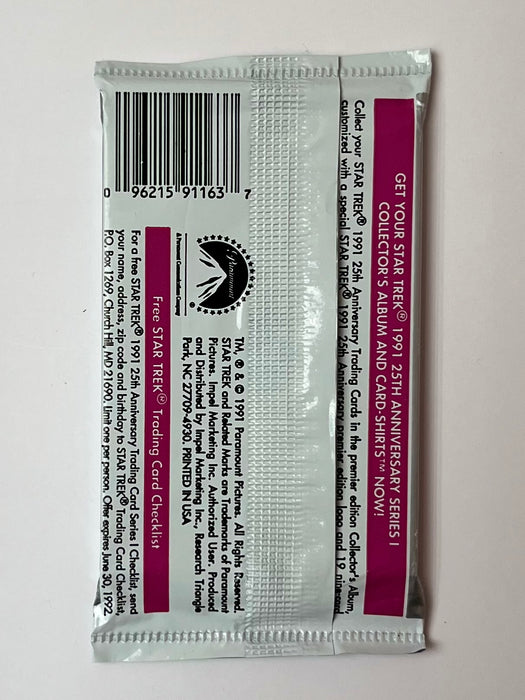 GET YOUR STAR TREK® 1991 25TH ANNIVERSARY SERIES I
COLLECTOR'S ALBUM AND CARD-SHIRTS™ NOW!
Collect your STAR TREK® 1991 25th Anniversary Trading Cards in the premier edition Collector's Album,
customized with a special STAR TREK® 1991 25th Anniversary premier edition logo and 19 nine-card
TM, ® & © 1991 Paramount Pictures. All Rights Reserved.
STAR TREK and Related Marks are Trademarks of Paramount
Pictures. Impel Marketing Inc. Authorized User. Produced
and Distributed by Impel Marketing Inc., Research Triangle
Park, NC 27709-4930. PRINTED IN USA
Paramount
A Paramount Communications Company
®
Free STAR TREK® Trading Card Checklist
For a free STAR TREK® 1991 25th Anniversary Trading Card Series I Checklist, send
your name, address, zip code and birthday to STAR TREK® Trading Card Checklist,
P.O. Box 1269, Church Hill, MD 21690. Limit one per person. Offer expires June 30, 1992.
0 96215 91163 7